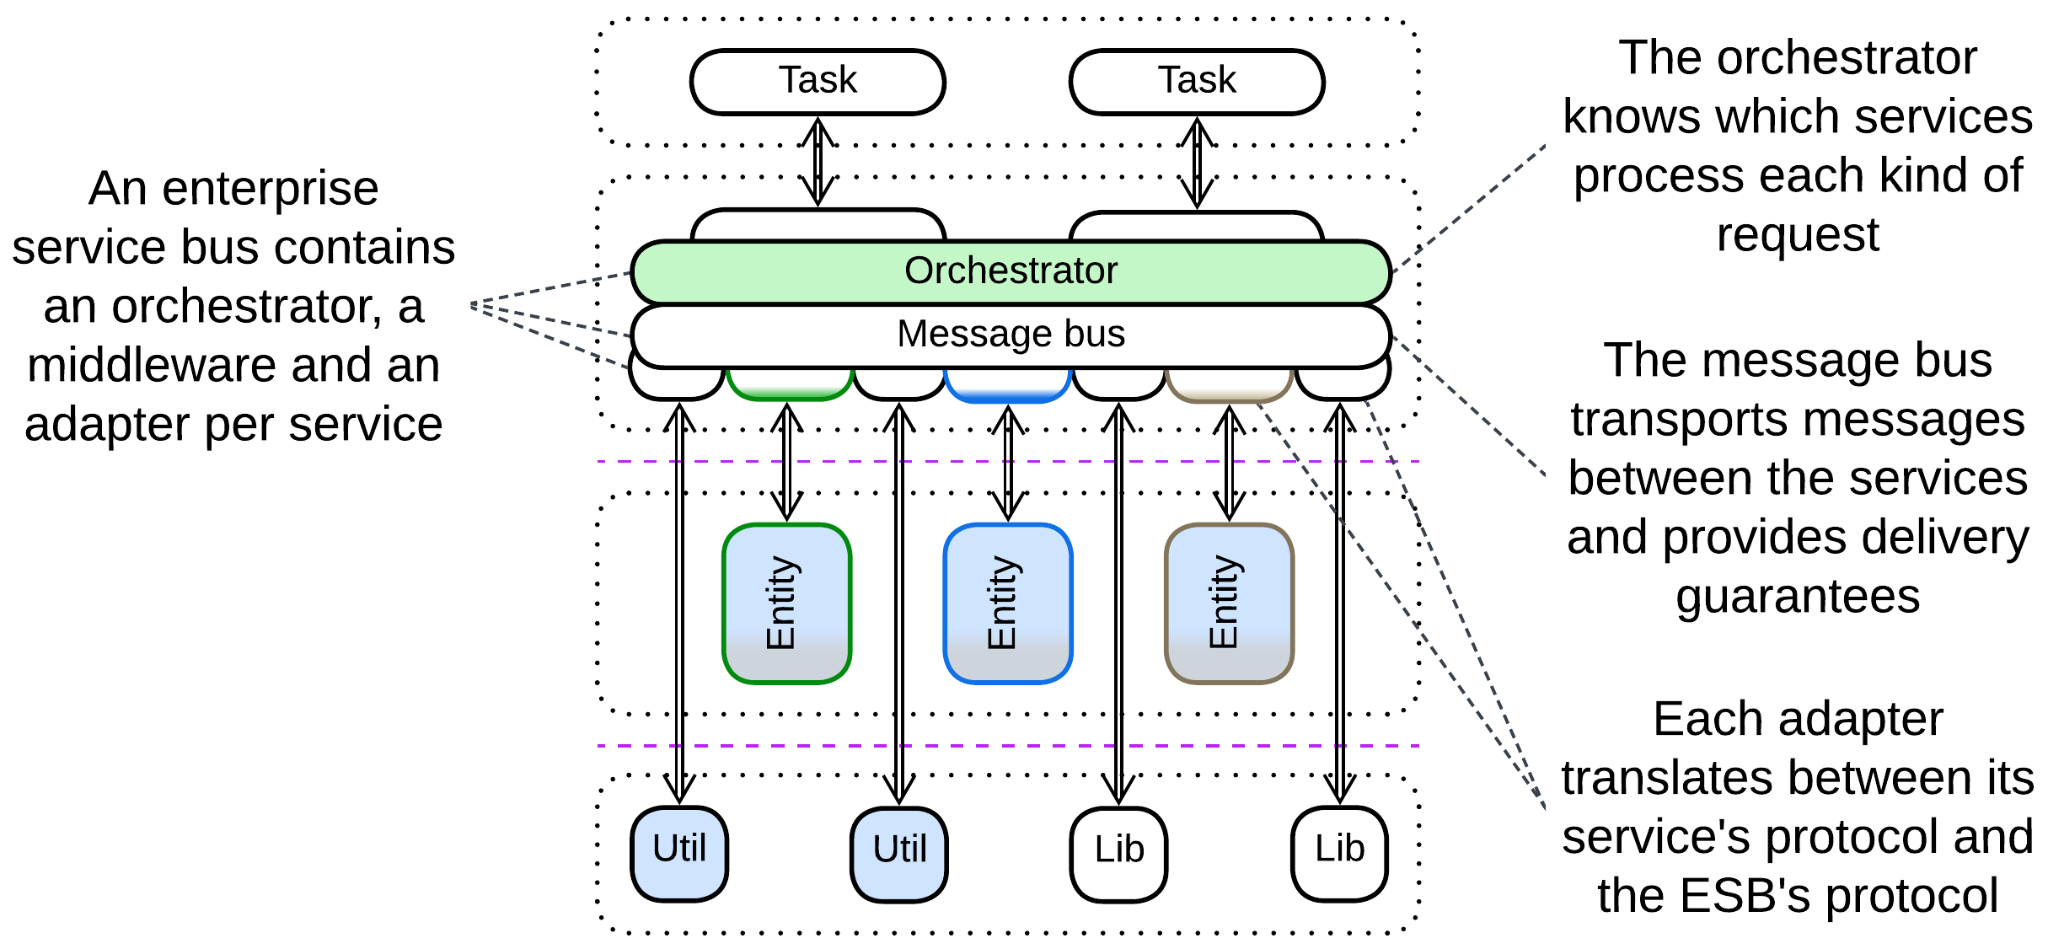 An enterprise
service bus contains
an orchestrator, a
middleware and an
adapter per service
Task
Task
Orchestrator
Message bus
Entity
Entity
Entity
Util
Util
Lib
Lib
The orchestrator
knows which services
process each kind of
request
The message bus
transports messages
between the services
and provides delivery
guarantees
Each adapter
translates between its
service's protocol and
the ESB's protocol